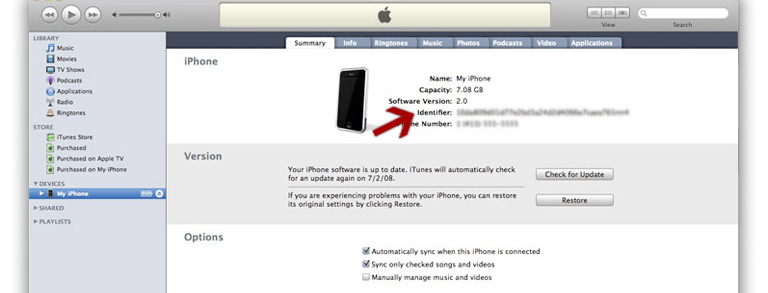 View
Search
LIBRARY
Music
Movies
TV Shows
Podcasts
Applications
Radio
Ringtones
STORE
iTunes Store
Purchased
Purchased on Apple TV
Purchased on My iPhone
DEVICES
My iPhone
SHARED
PLAYLISTS
Summary Info Ringtones Music Photos Podcasts Video Applications
iPhone
Name: My iPhone
Capacity: 7.08 GB
Software Version: 2.0
Identifier:
Number:
Version
Your iPhone software is up to date. iTunes will automatically check
for an update again on 7/2/08.
Check for Update
If you are experiencing problems with your iPhone, you can restore
its original settings by clicking Restore.
Restore
Options
Automatically sync when this iPhone is connected
Sync only checked songs and videos
Manually manage music and videos